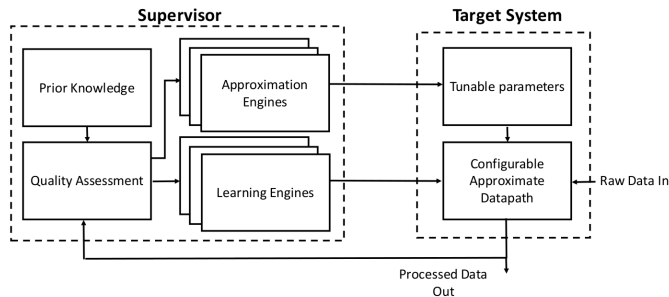 Supervisor
Target System
Prior Knowledge
Approximation
Engines
Tunable parameters
Quality Assessment
Learning Engines
Configurable
Approximate
Datapath
Raw Data In
Processed Data
Out